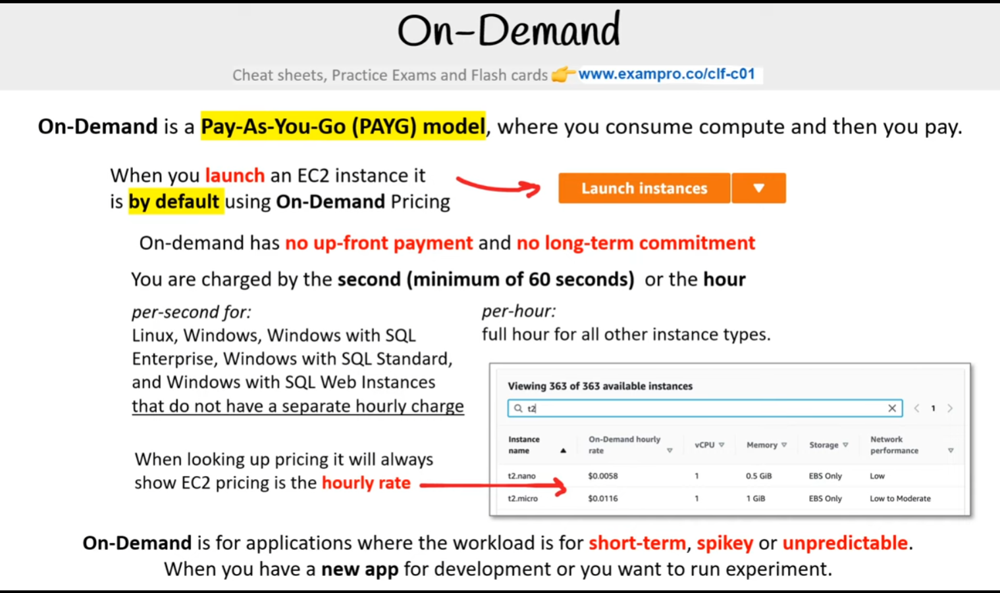 On-Demand
Cheat sheets, Practice Exams and Flash cards 👉 www.exampro.co/clf-c01
On-Demand is a Pay-As-You-Go (PAYG) model, where you consume compute and then you pay.
When you launch an EC2 instance it
is by default using On-Demand Pricing
Launch instances
On-demand has no up-front payment and no long-term commitment
You are charged by the second (minimum of 60 seconds) or the hour
per-second for:
Linux, Windows, Windows with SQL
Enterprise, Windows with SQL Standard,
and Windows with SQL Web Instances
that do not have a separate hourly charge
per-hour:
full hour for all other instance types.
When looking up pricing it will always
show EC2 pricing is the hourly rate
Viewing 363 of 363 available instances
t2
1
Instance name On-Demand hourly rate vCPU Memory Storage Network performance
t2.nano $0.0058 1 0.5 GiB EBS Only Low
t2.micro $0.0116 1 1 GiB EBS Only Low to Moderate
On-Demand is for applications where the workload is for short-term, spikey or unpredictable.
When you have a new app for development or you want to run experiment.